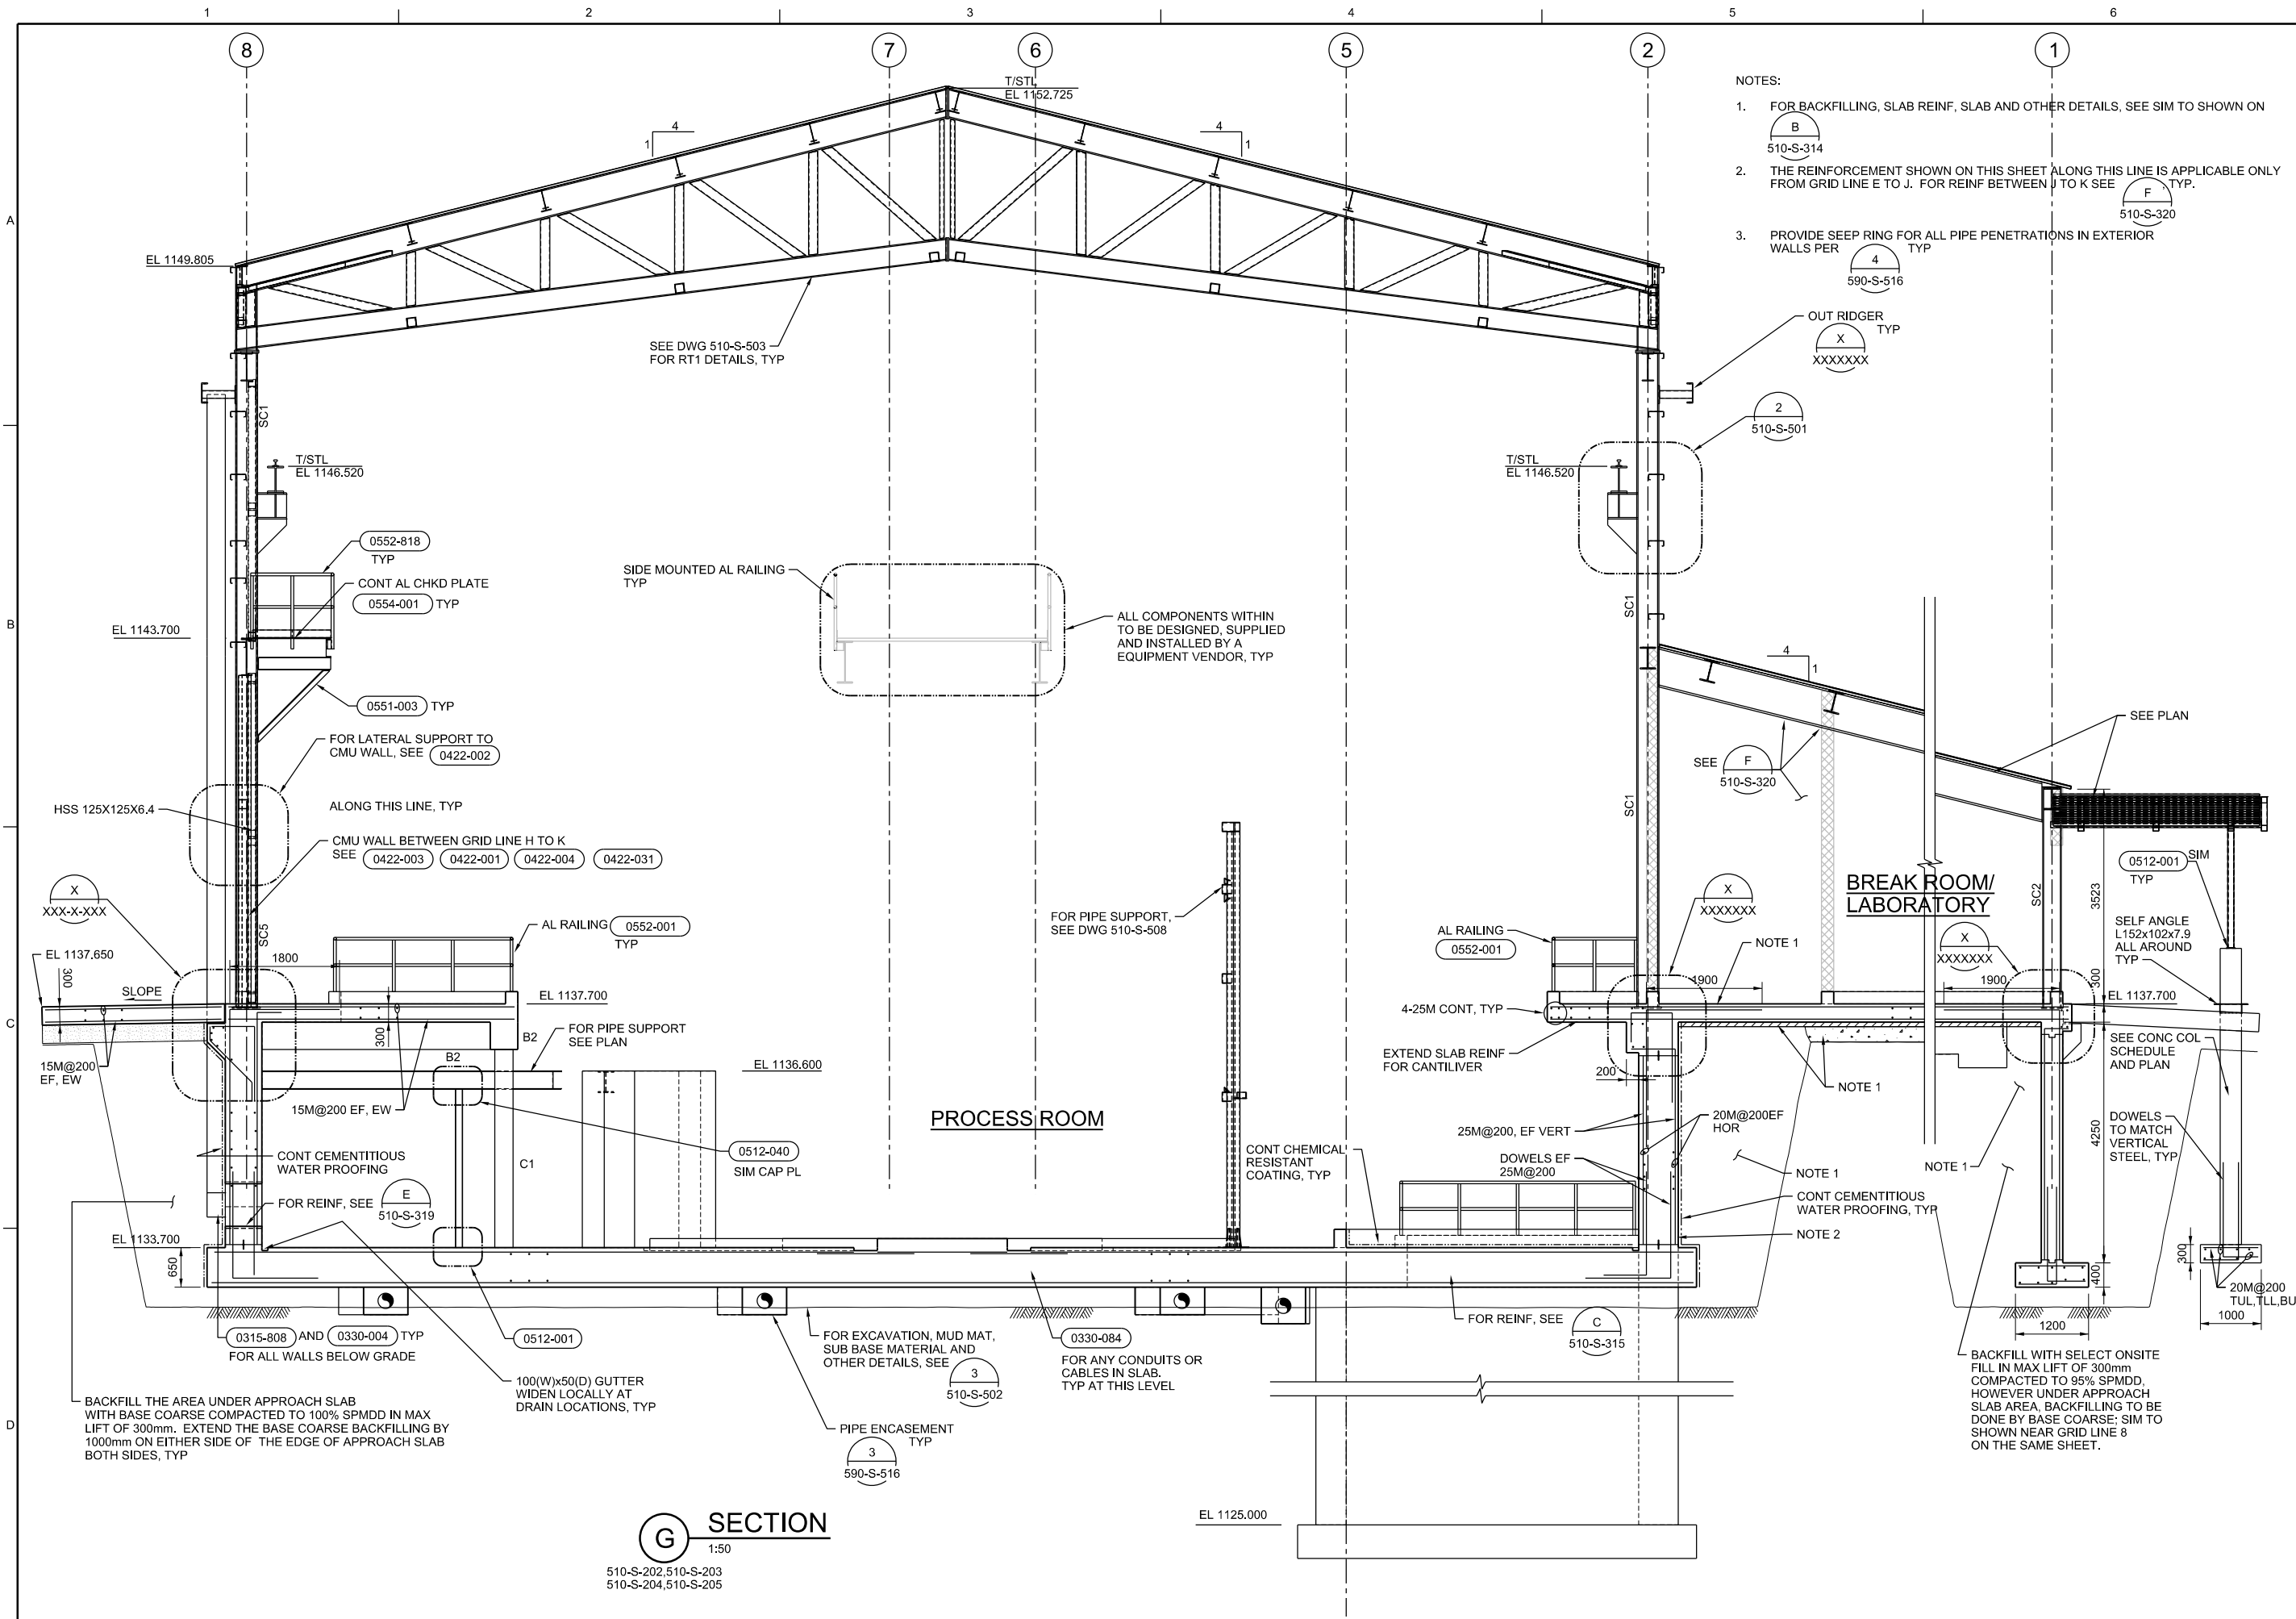 1
2
3
4
5
6
8
7
6
5
2
1
A
B
C
D
NOTES:
1. FOR BACKFILLING, SLAB REINF, SLAB AND OTHER DETAILS, SEE SIM TO SHOWN ON
B
510-S-314
2. THE REINFORCEMENT SHOWN ON THIS SHEET ALONG THIS LINE IS APPLICABLE ONLY
FROM GRID LINE E TO J. FOR REINF BETWEEN J TO K SEE
F
510-S-320
, TYP.
3. PROVIDE SEEP RING FOR ALL PIPE PENETRATIONS IN EXTERIOR
WALLS PER
4
590-S-516
TYP
T/STL
EL 1152.725
4
1
4
1
EL 1149.805
SEE DWG 510-S-503
FOR RT1 DETAILS, TYP
OUT RIDGER
TYP
X
XXXXXXX
2
510-S-501
SC1
T/STL
EL 1146.520
T/STL
EL 1146.520
0552-818
TYP
CONT AL CHKD PLATE
0554-001 TYP
EL 1143.700
0551-003 TYP
SIDE MOUNTED AL RAILING
TYP
ALL COMPONENTS WITHIN
TO BE DESIGNED, SUPPLIED
AND INSTALLED BY A
EQUIPMENT VENDOR, TYP
SC1
4
1
SEE PLAN
FOR LATERAL SUPPORT TO
CMU WALL, SEE 0422-002
ALONG THIS LINE, TYP
HSS 125X125X6.4
CMU WALL BETWEEN GRID LINE H TO K
SEE 0422-003 0422-001 0422-004 0422-031
SEE
F
510-S-320
SC1
X
XXX-X-XXX
SC5
EL 1137.650
300
SLOPE
1800
AL RAILING 0552-001
TYP
EL 1137.700
300
B2
B2
FOR PIPE SUPPORT
SEE PLAN
15M@200
EF, EW
15M@200 EF, EW
EL 1136.600
FOR PIPE SUPPORT,
SEE DWG 510-S-508
AL RAILING
0552-001
X
XXXXXXX
NOTE 1
1900
BREAK ROOM/
LABORATORY
X
XXXXXXX
1900
SC2
3523
300
0512-001 SIM
TYP
SELF ANGLE
L152x102x7.9
ALL AROUND
TYP
EL 1137.700
4-25M CONT, TYP
EXTEND SLAB REINF
FOR CANTILIVER
200
NOTE 1
SEE CONC COL
SCHEDULE
AND PLAN
PROCESS ROOM
20M@200EF
HOR
25M@200, EF VERT
DOWELS EF
25M@200
CONT CHEMICAL
RESISTANT
COATING, TYP
4250
DOWELS
TO MATCH
VERTICAL
STEEL, TYP
NOTE 1
NOTE 1
CONT CEMENTITIOUS
WATER PROOFING, TYP
NOTE 2
0512-040
SIM CAP PL
C1
CONT CEMENTITIOUS
WATER PROOFING
FOR REINF, SEE
E
510-S-319
EL 1133.700
650
300
400
20M@200
TUL,TLL,BU
1000
1200
0315-808 AND 0330-004 TYP
FOR ALL WALLS BELOW GRADE
0512-001
100(W)x50(D) GUTTER
WIDEN LOCALLY AT
DRAIN LOCATIONS, TYP
FOR EXCAVATION, MUD MAT,
SUB BASE MATERIAL AND
OTHER DETAILS, SEE
3
510-S-502
0330-084
FOR ANY CONDUITS OR
CABLES IN SLAB.
TYP AT THIS LEVEL
FOR REINF, SEE
C
510-S-315
BACKFILL THE AREA UNDER APPROACH SLAB
WITH BASE COARSE COMPACTED TO 100% SPMDD IN MAX
LIFT OF 300mm. EXTEND THE BASE COARSE BACKFILLING BY
1000mm ON EITHER SIDE OF THE EDGE OF APPROACH SLAB
BOTH SIDES, TYP
PIPE ENCASEMENT
TYP
3
590-S-516
BACKFILL WITH SELECT ONSITE
FILL IN MAX LIFT OF 300mm
COMPACTED TO 95% SPMDD,
HOWEVER UNDER APPROACH
SLAB AREA, BACKFILLING TO BE
DONE BY BASE COARSE; SIM TO
SHOWN NEAR GRID LINE 8
ON THE SAME SHEET.
EL 1125.000
G SECTION
1:50
510-S-202,510-S-203
510-S-204,510-S-205